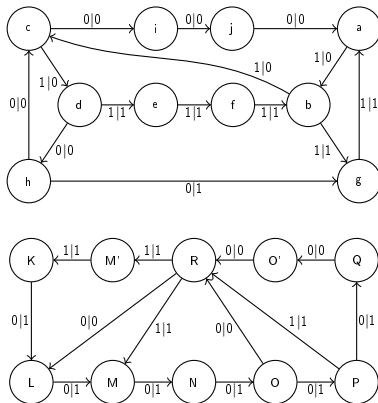 0|0 0|0 0|0
c i j a
1|0 1|0 1|0
0|0 d e f b 1|1
1|1 1|1 1|1
0|0 1|1
h g
0|1
1|1 1|1 0|0 0|0
K M' R O' Q
0|1 0|0 1|1 0|0 1|1 0|1
L M N O P
0|1 0|1 0|1 0|1